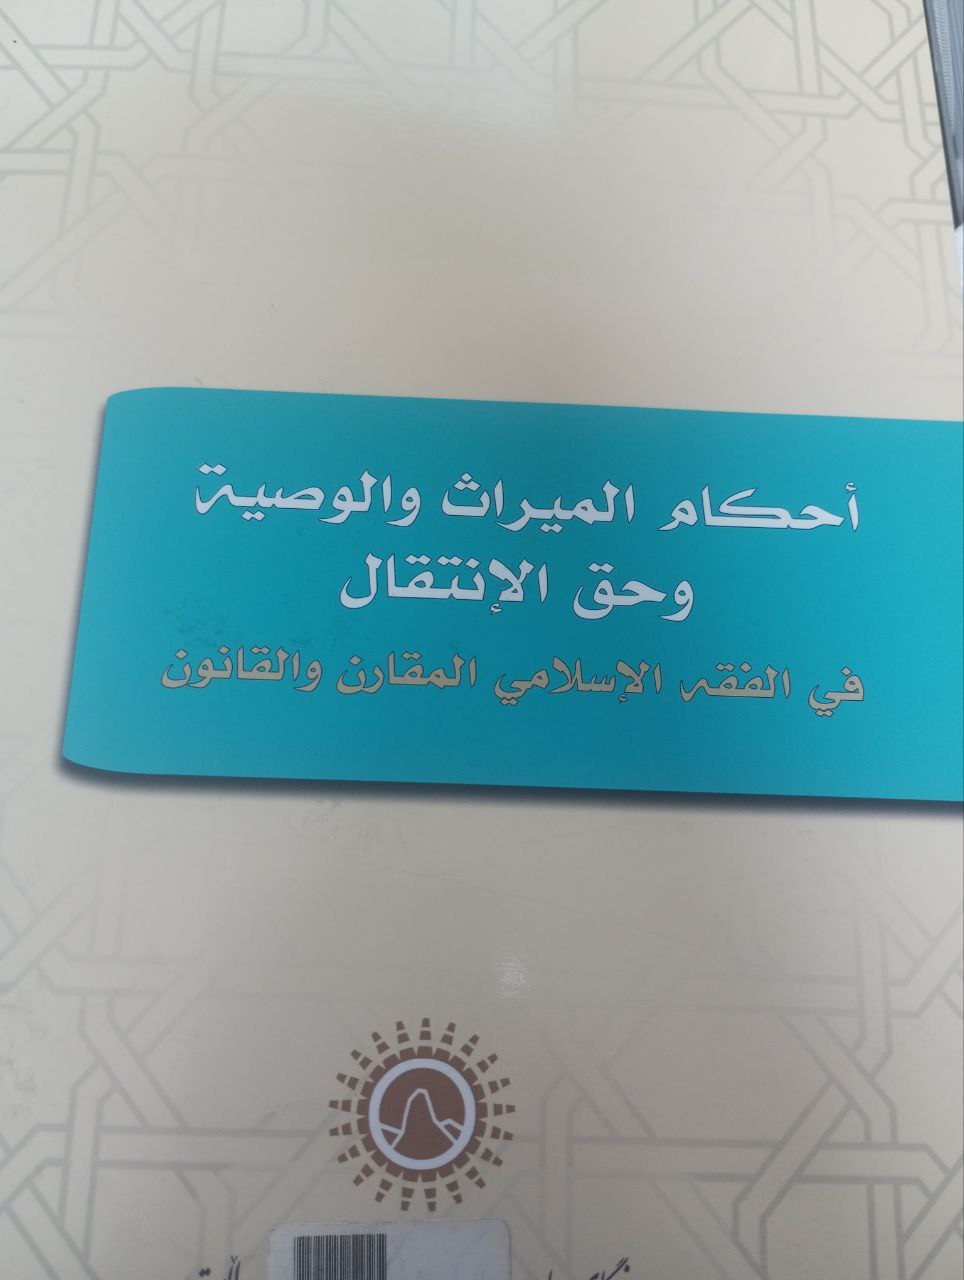 أحكام الميراث والوصية
وحق الإنتقال
في الفقه الإسلامي المقارن والقانون